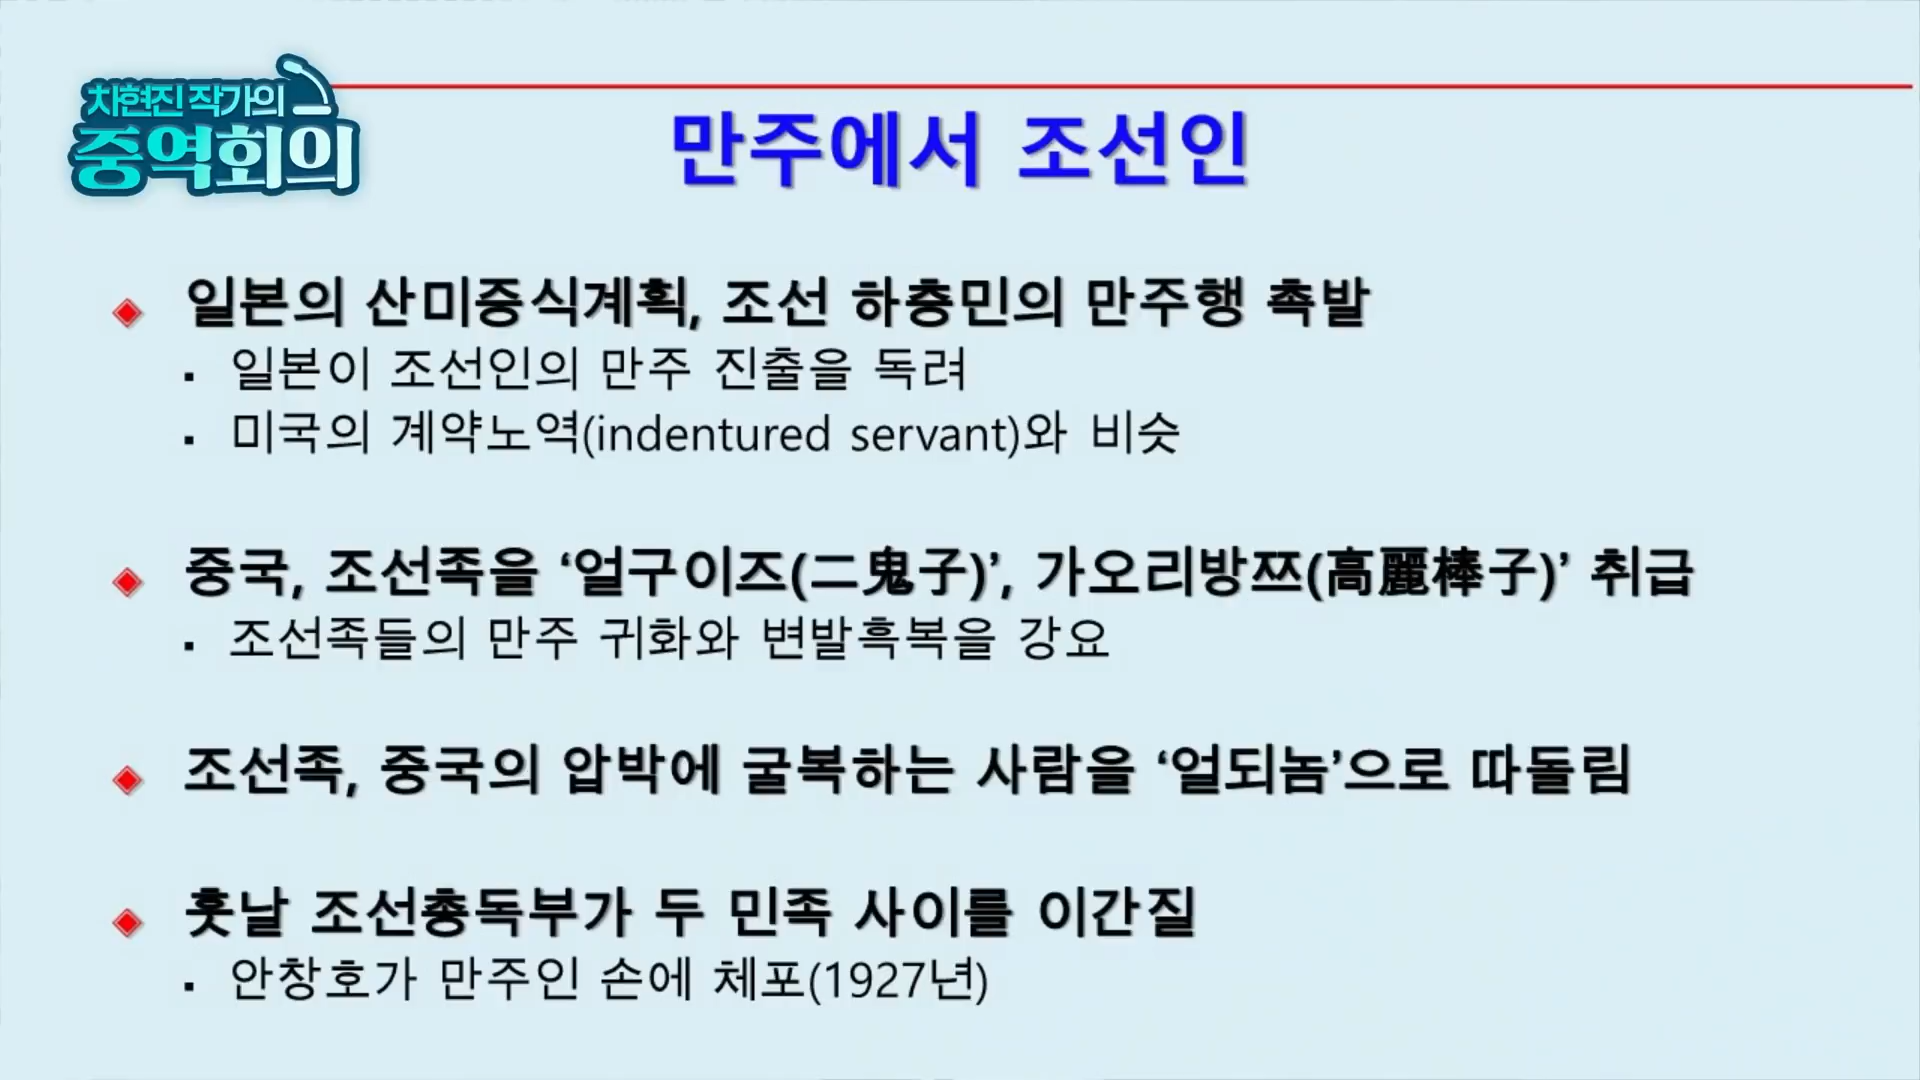 차현진 작가의
중역회의
만주에서 조선인
일본의 산미증식계획, 조선 하층민의 만주행 촉발
▪ 일본이 조선인의 만주 진출을 독려
▪ 미국의 계약노역(indentured servant)와 비슷
중국, 조선족을 ‘얼구이즈(二鬼子)’, 가오리방쯔(高麗棒子)’ 취급
▪ 조선족들의 만주 귀화와 변발흑복을 강요
조선족, 중국의 압박에 굴복하는 사람을 ‘얼되놈’으로 따돌림
훗날 조선총독부가 두 민족 사이를 이간질
▪ 안창호가 만주인 손에 체포(1927년)